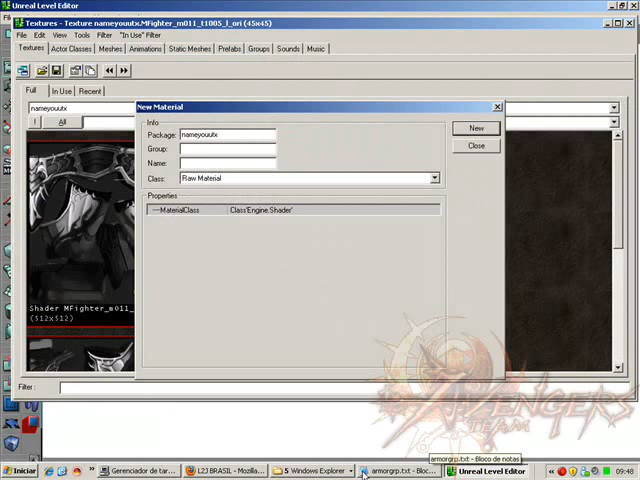 Unreal Level Editor
Textures - Texture nameyouutx.MFighter_m011_t1005_l_ori (45x45)
File Edit View Tools Filter "In Use" Filter
Textures Actor Classes Meshes Animations Static Meshes Prefabs Groups Sounds Music
Full In Use Recent
nameyouutx
! All
New Material
Info
Package: nameyouutx
Group:
Name:
Class: Raw Material
New
Close
Properties
MaterialClass Class'Engine.Shader'
Shader MFighter_m011_
(512x512)
Filter :
AVENGERS
TEAM
armorgrp.txt - Bloco de notas
Iniciar Gerenciador de tar... L2J BRASIL - Mozilla... 5 Windows Explorer armorgrp.txt - Bloc... Unreal Level Editor 09:48